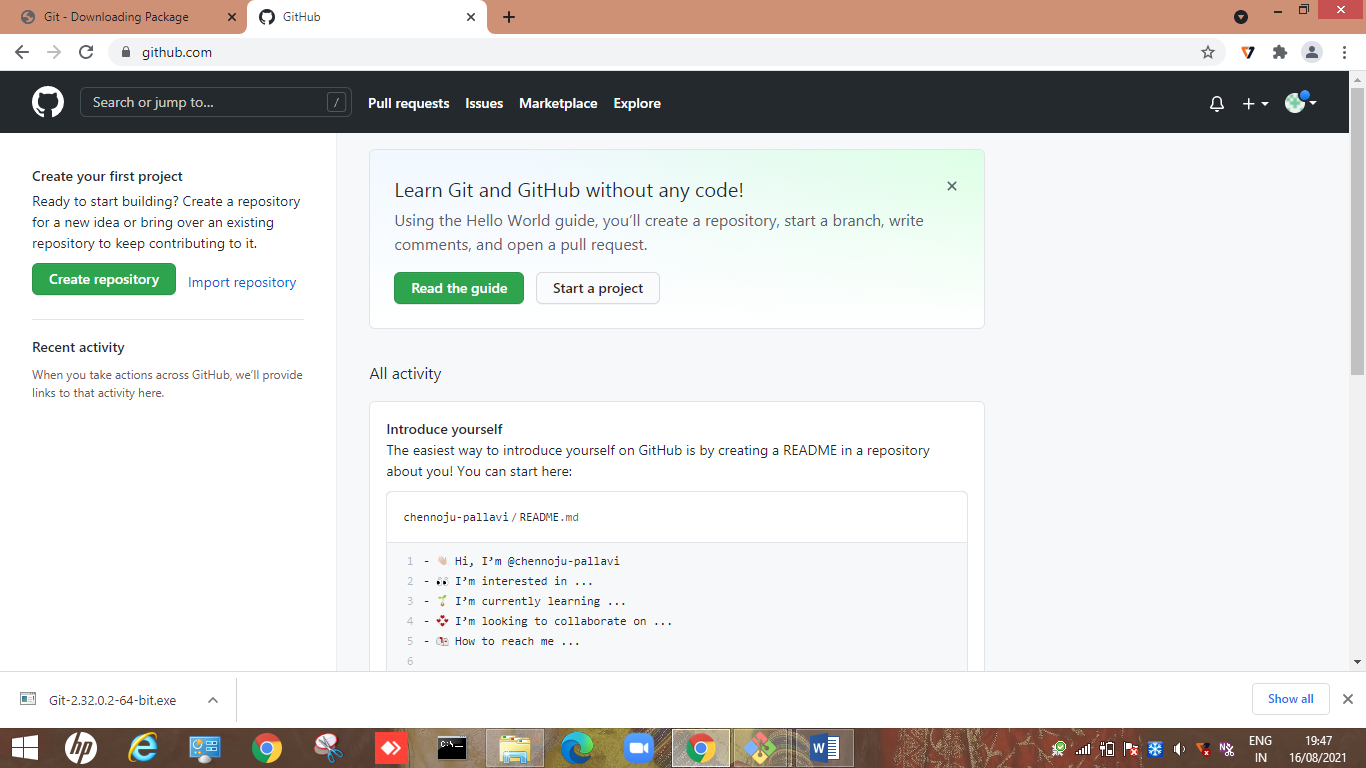 Git - Downloading Package
GitHub
github.com
Search or jump to...
/
Pull requests Issues Marketplace Explore
Create your first project
Ready to start building? Create a repository
for a new idea or bring over an existing
repository to keep contributing to it.
Create repository
Import repository
Recent activity
When you take actions across GitHub, we'll provide
links to that activity here.
Learn Git and GitHub without any code!
Using the Hello World guide, you'll create a repository, start a branch, write
comments, and open a pull request.
Read the guide
Start a project
All activity
Introduce yourself
The easiest way to introduce yourself on GitHub is by creating a README in a repository
about you! You can start here:
chennoju-pallavi / README.md
1 - 👋 Hi, I'm @chennoju-pallavi
2 - 👀 I'm interested in ...
3 - 🌱 I'm currently learning ...
4 - 💞️ I'm looking to collaborate on ...
5 - 📫 How to reach me ...
6
Git-2.32.0.2-64-bit.exe
Show all
ENG
IN
19:47
16/08/2021